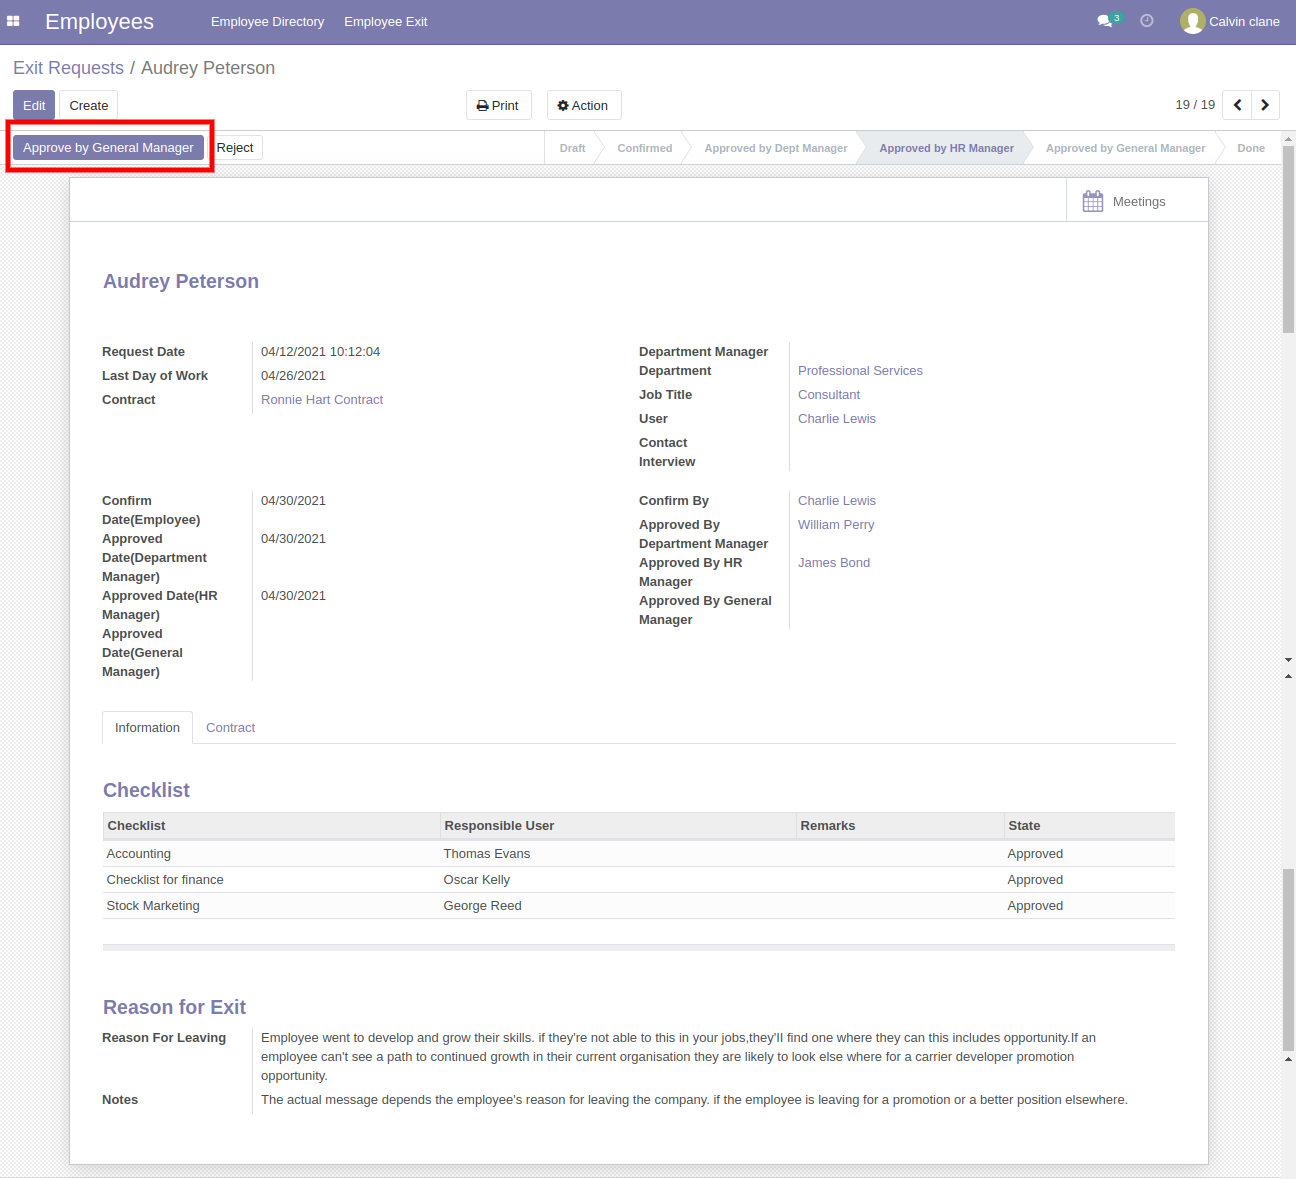 Employees Employee Directory Employee Exit 3 Calvin clane
Exit Requests / Audrey Peterson
Edit Create Print Action 19 / 19
Approve by General Manager Reject Draft Confirmed Approved by Dept Manager Approved by HR Manager Approved by General Manager Done
Meetings
Audrey Peterson
Request Date 04/12/2021 10:12:04
Last Day of Work 04/26/2021
Contract Ronnie Hart Contract
Department Manager
Department Professional Services
Job Title Consultant
User Charlie Lewis
Contact
Interview
Confirm 04/30/2021
Date(Employee)
Approved 04/30/2021
Date(Department
Manager)
Approved Date(HR 04/30/2021
Manager)
Approved
Date(General
Manager)
Confirm By Charlie Lewis
Approved By William Perry
Department Manager
Approved By HR James Bond
Manager
Approved By General
Manager
Information Contract
Checklist
Checklist Responsible User Remarks State
Accounting Thomas Evans Approved
Checklist for finance Oscar Kelly Approved
Stock Marketing George Reed Approved
Reason for Exit
Reason For Leaving Employee went to develop and grow their skills. if they're not able to this in your jobs,they'll find one where they can this includes opportunity.If an
employee can't see a path to continued growth in their current organisation they are likely to look else where for a carrier developer promotion
opportunity.
Notes The actual message depends the employee's reason for leaving the company. if the employee is leaving for a promotion or a better position elsewhere.